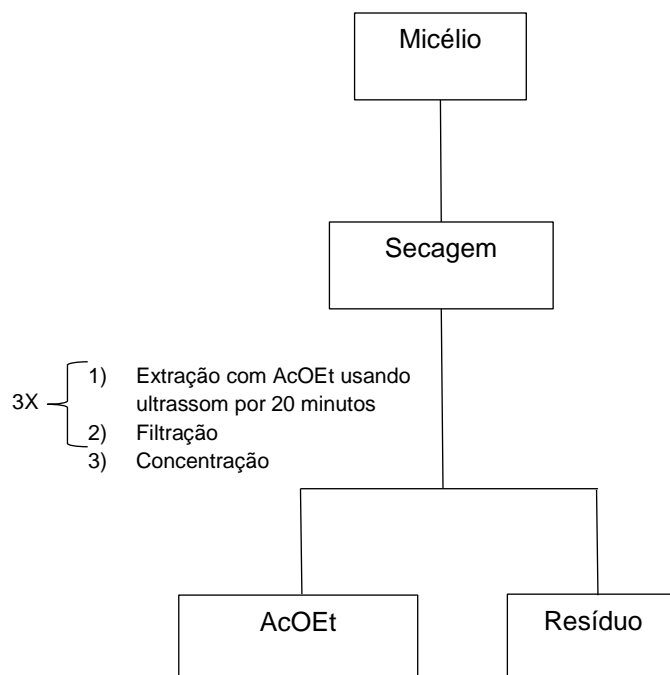 Micélio
Secagem
3X
1) Extração com AcOEt usando
ultrassom por 20 minutos
2) Filtração
3) Concentração
AcOEt
Resíduo